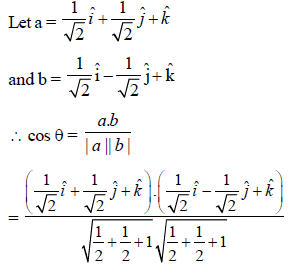 Let a = 1/√2 î + 1/√2 ĵ + k̂
and b = 1/√2 î − 1/√2 ĵ + k̂
∴ cos θ = a.b / | a || b |
= (1/√2 î + 1/√2 ĵ + k̂).(1/√2 î − 1/√2 ĵ + k̂) / √(1/2 + 1/2 + 1) √(1/2 + 1/2 + 1)